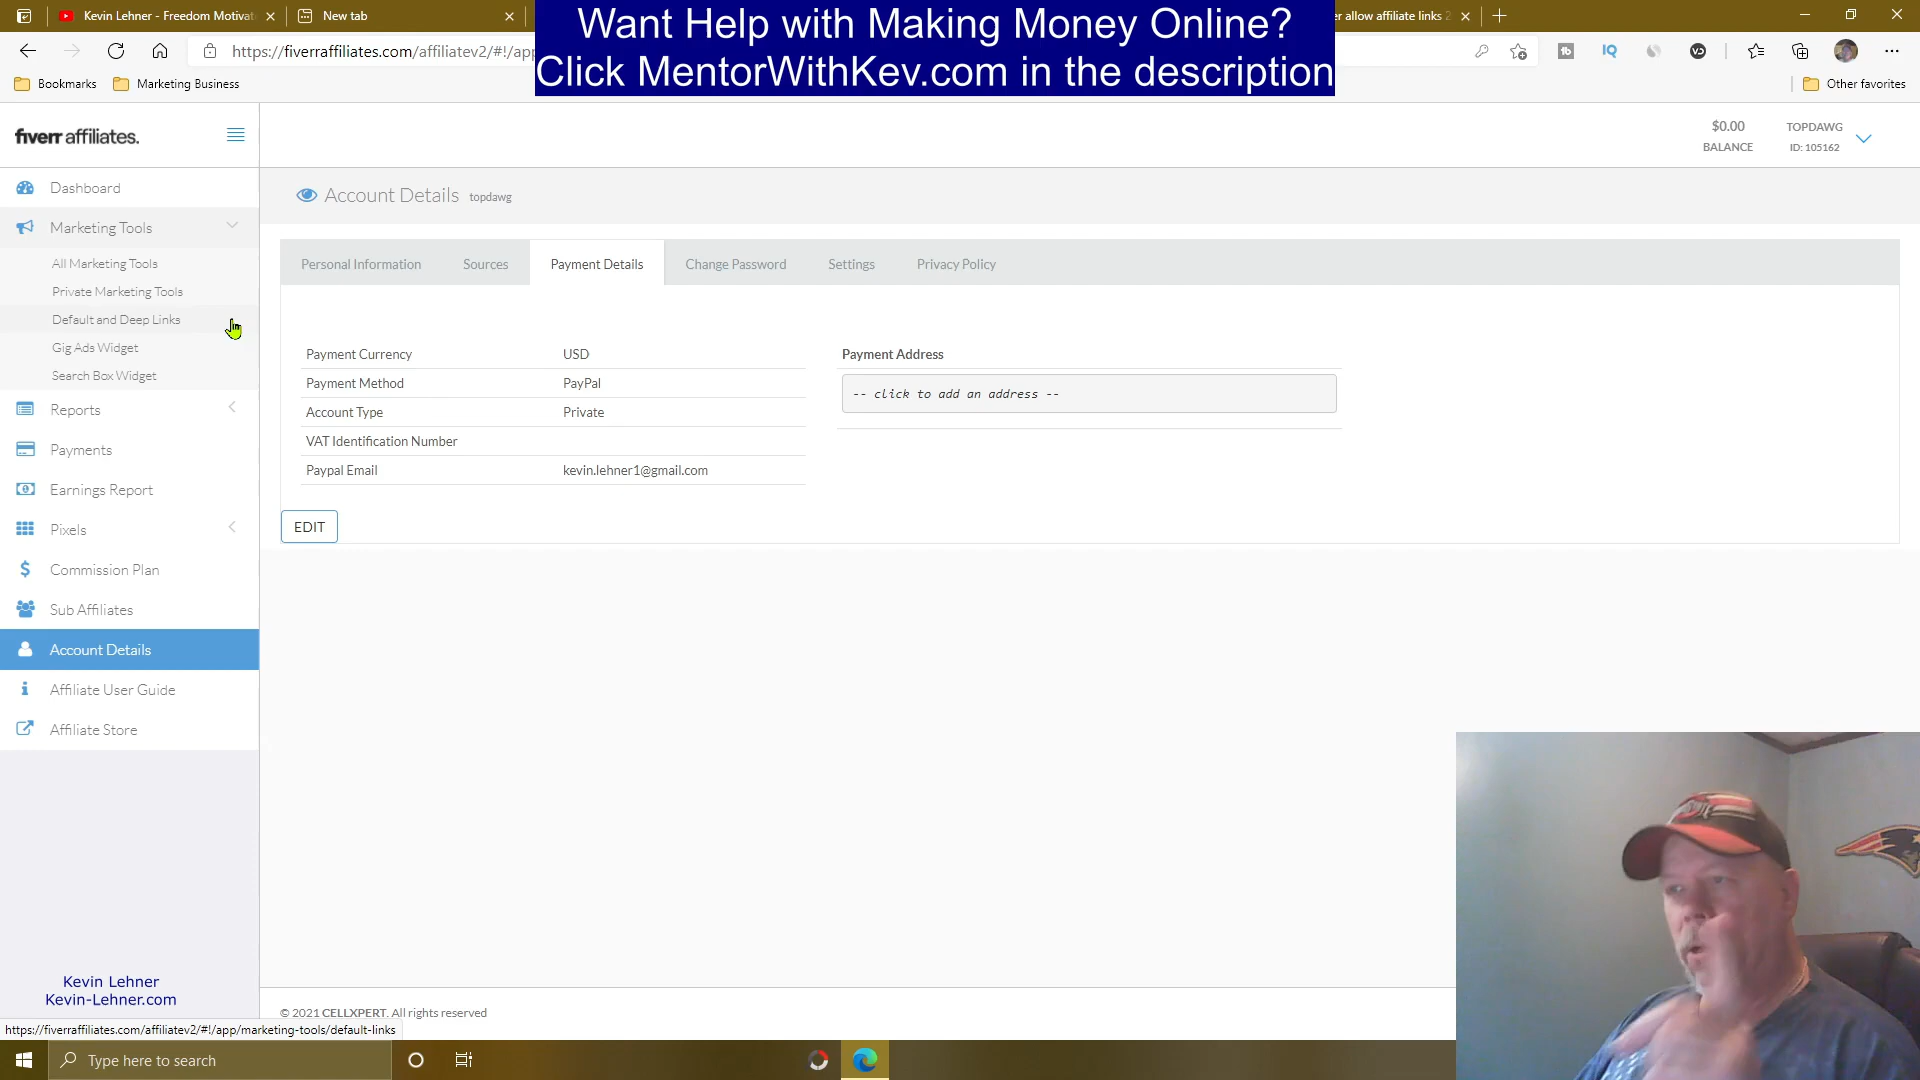 Kevin Lehner - Freedom Motivat
New tab
er allow affiliate links 2
https://fiverraffiliates.com/affiliatev2/#!/app
Want Help with Making Money Online?
Click MentorWithKev.com in the description
Bookmarks
Marketing Business
Other favorites
fiverr affiliates.
$0.00
BALANCE
TOPDAWG
ID: 105162
Dashboard
Marketing Tools
All Marketing Tools
Private Marketing Tools
Default and Deep Links
Gig Ads Widget
Search Box Widget
Reports
Payments
Earnings Report
Pixels
Commission Plan
Sub Affiliates
Account Details
Affiliate User Guide
Affiliate Store
Account Details topdawg
Personal Information
Sources
Payment Details
Change Password
Settings
Privacy Policy
Payment Currency USD
Payment Method PayPal
Account Type Private
VAT Identification Number
Paypal Email kevin.lehner1@gmail.com
Payment Address
-- click to add an address --
EDIT
Kevin Lehner
Kevin-Lehner.com
© 2021 CELLXPERT. All rights reserved
https://fiverraffiliates.com/affiliatev2/#!/app/marketing-tools/default-links
Type here to search